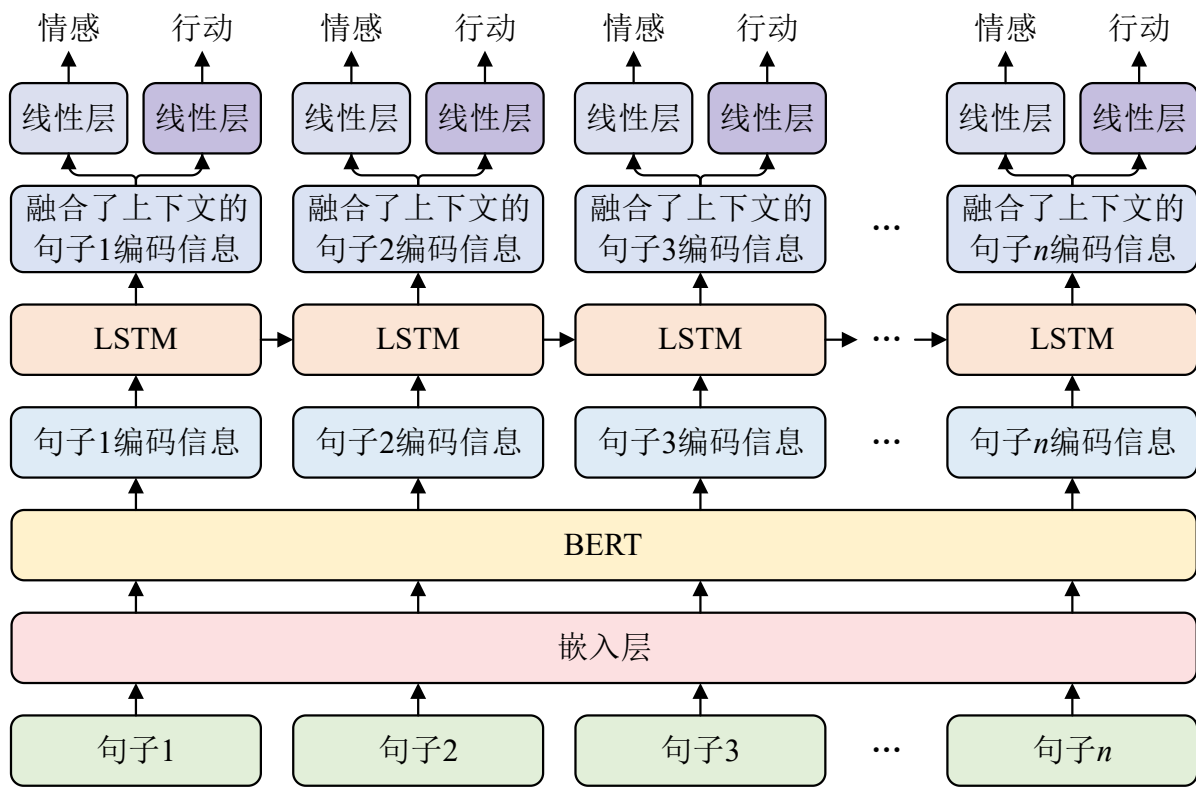 情感 行动 情感 行动 情感 行动 情感 行动
线性层 线性层 线性层 线性层 线性层 线性层 线性层 线性层
融合了上下文的 融合了上下文的 融合了上下文的 融合了上下文的
句子1编码信息 句子2编码信息 句子3编码信息 ··· 句子n编码信息
LSTM LSTM LSTM ··· LSTM
句子1编码信息 句子2编码信息 句子3编码信息 ··· 句子n编码信息
BERT
嵌入层
句子1 句子2 句子3 ··· 句子n